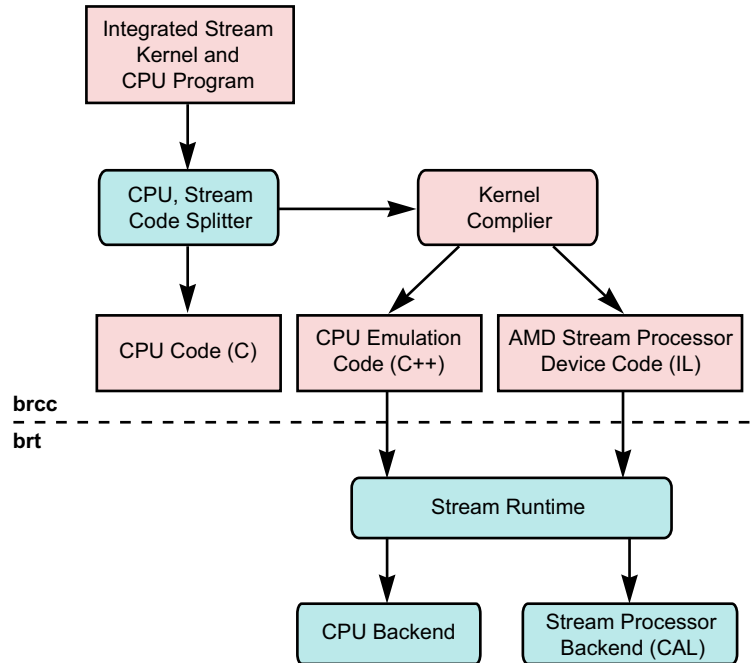 Integrated Stream
Kernel and
CPU Program
CPU, Stream
Code Splitter
Kernel
Complier
CPU Code (C)
CPU Emulation
Code (C++)
AMD Stream Processor
Device Code (IL)
brcc
brt
Stream Runtime
CPU Backend
Stream Processor
Backend (CAL)